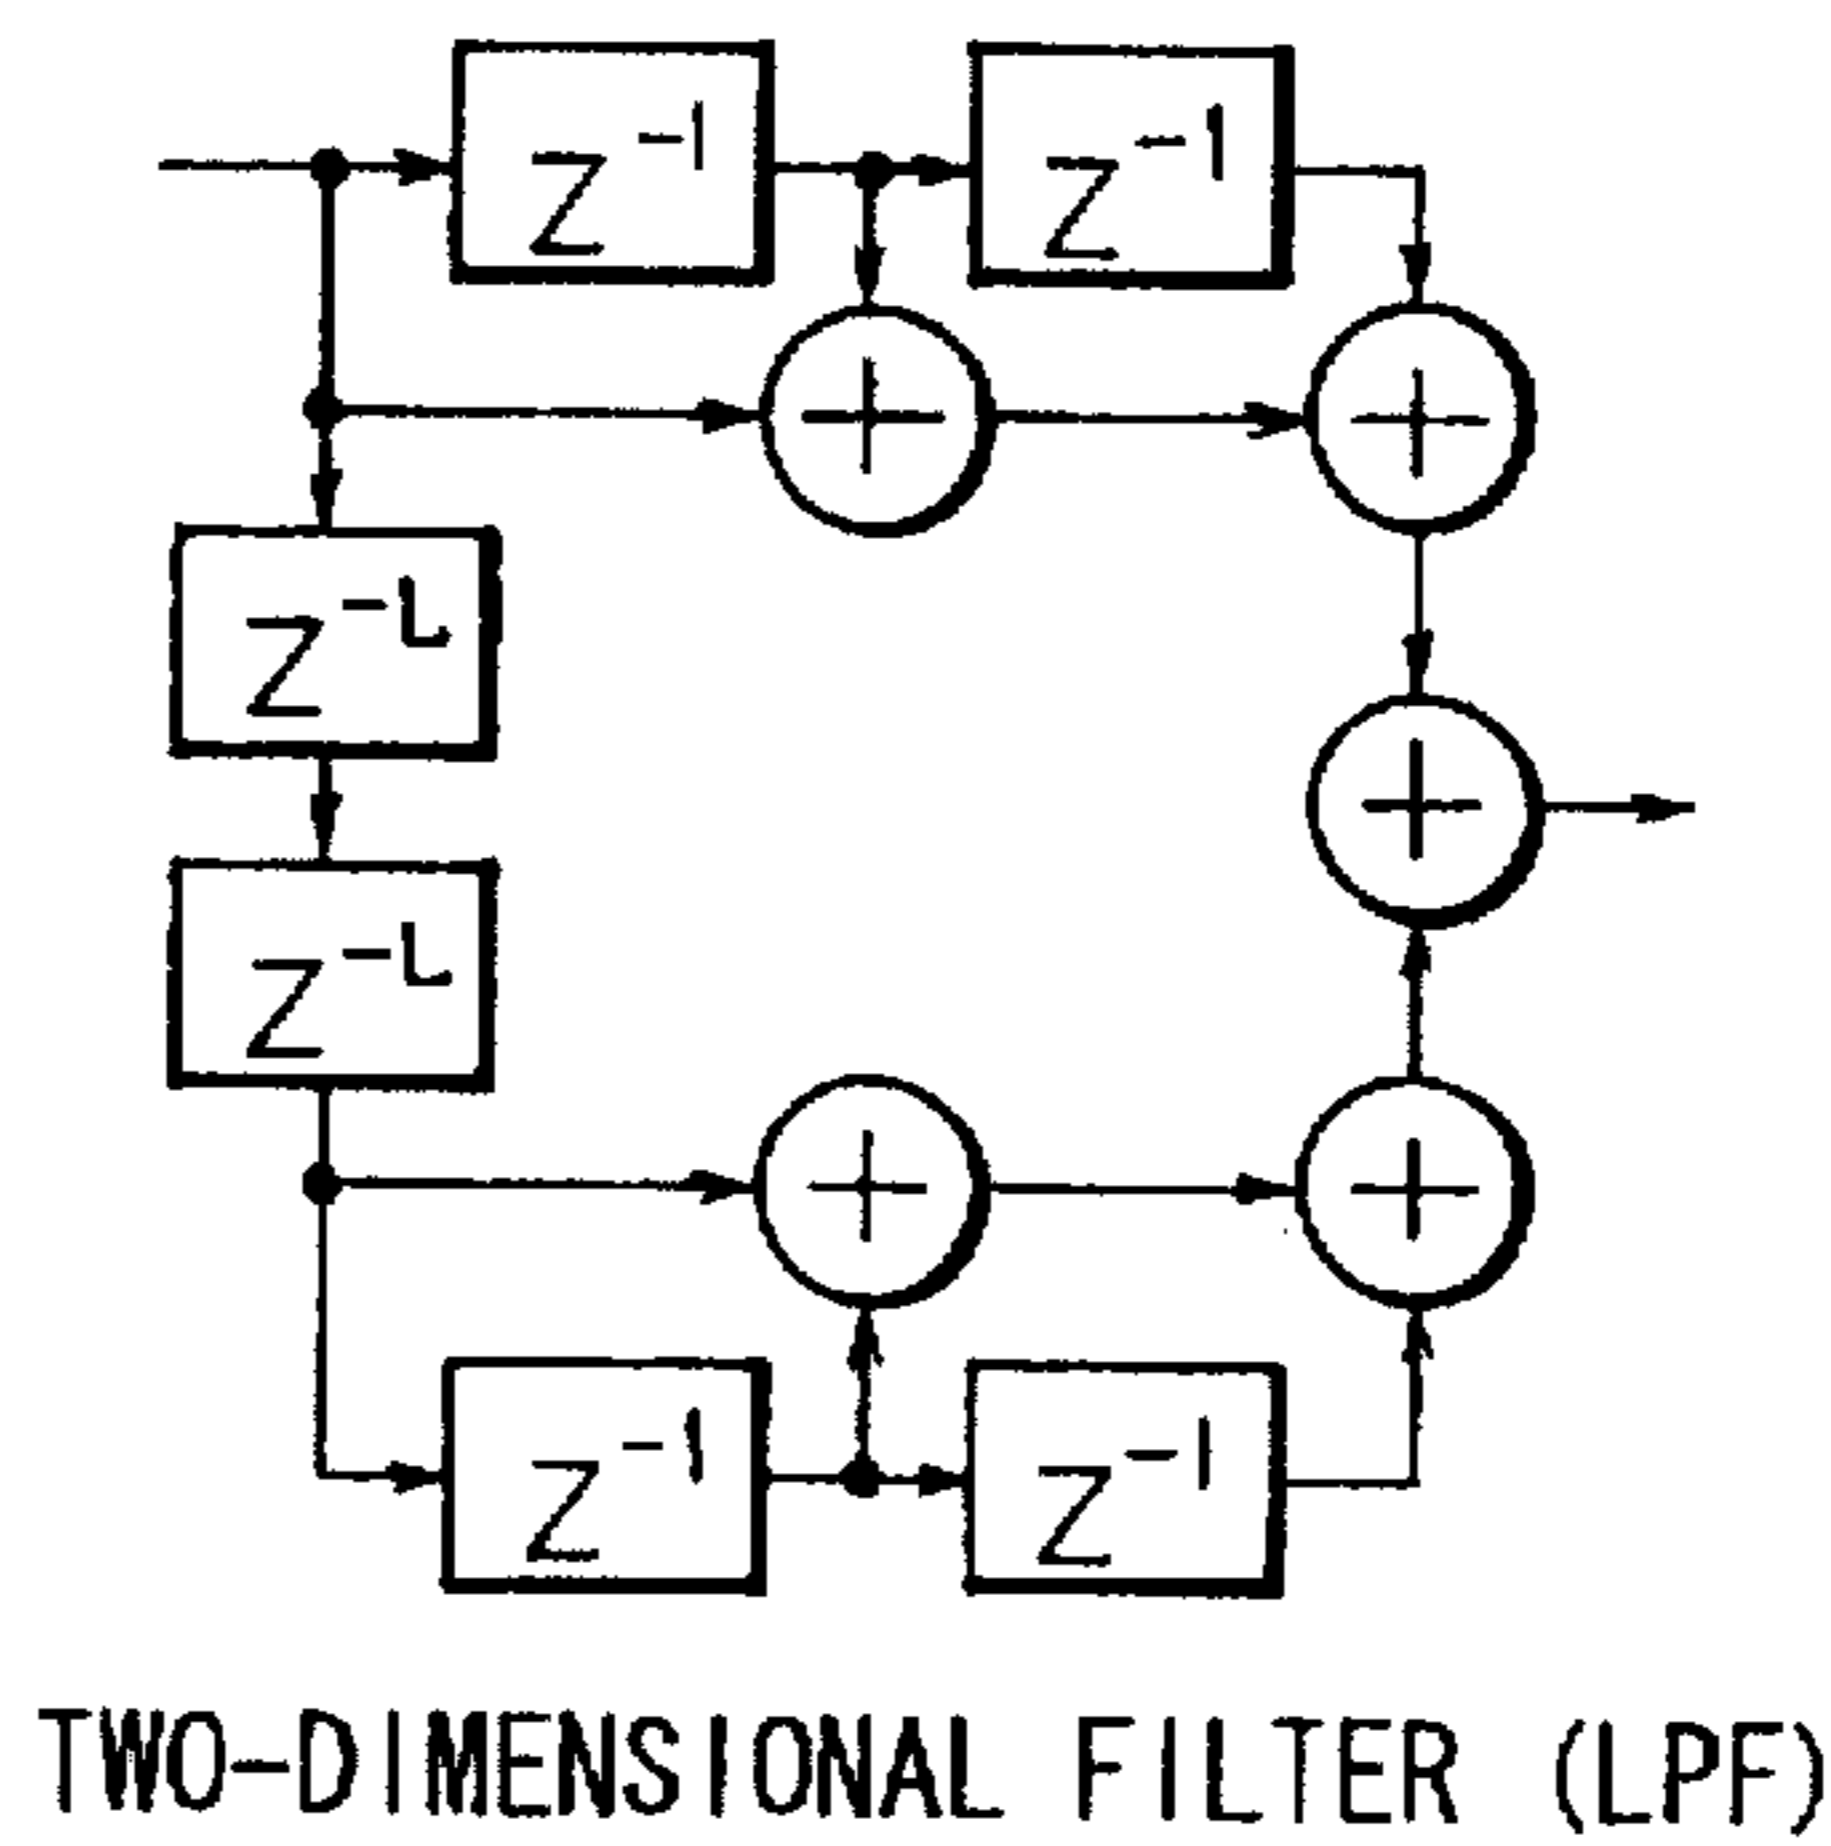 Z⁻¹ Z⁻¹
+ +
Z⁻ᴸ
+
Z⁻ᴸ
+ +
Z⁻¹ Z⁻¹
TWO-DIMENSIONAL FILTER (LPF)